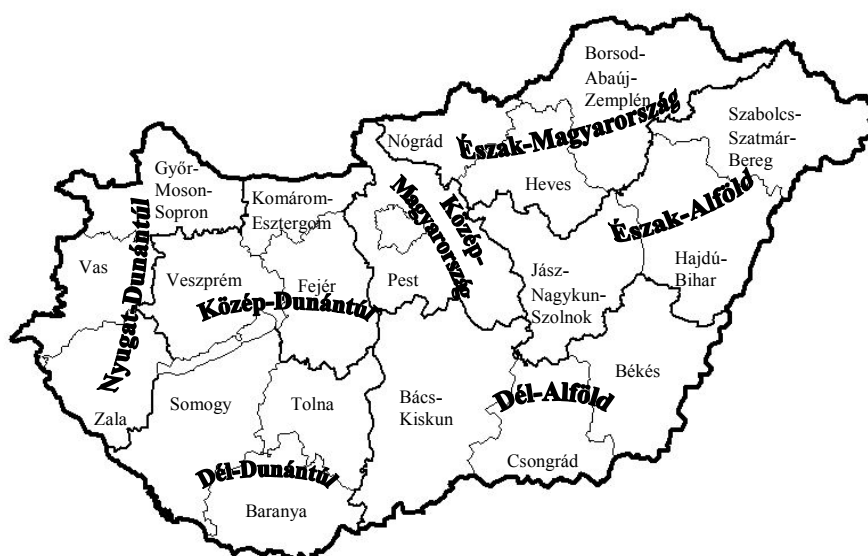 Borsod-
Abaúj-
Zemplén
Szabolcs-
Szatmár-
Bereg
Nógrád
Észak-Magyarország
Heves
Győr-
Moson-
Sopron
Komárom-
Esztergom
Közép-
Magyarország
Észak-Alföld
Vas
Veszprém
Fejér
Pest
Jász-
Nagykun-
Szolnok
Hajdú-
Bihar
Nyugat-Dunántúl
Közép-Dunántúl
Zala
Somogy
Tolna
Bács-
Kiskun
Dél-Alföld
Békés
Csongrád
Dél-Dunántúl
Baranya